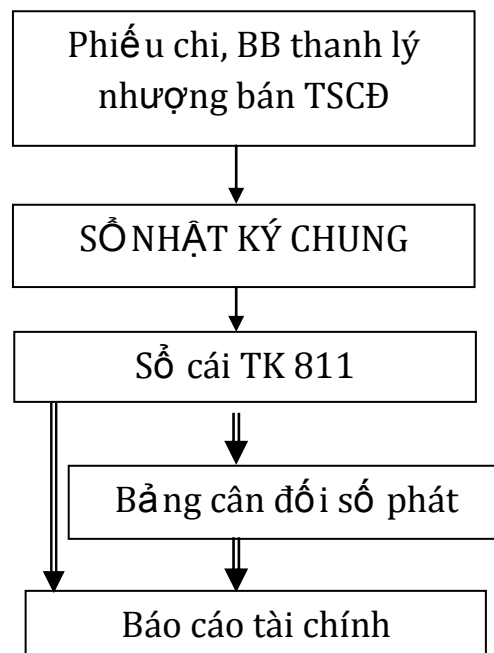 Phiếu chi, BB thanh lý
nhượng bán TSCĐ
SỔ NHẬT KÝ CHUNG
Sổ cái TK 811
Bảng cân đối số phát
Báo cáo tài chính